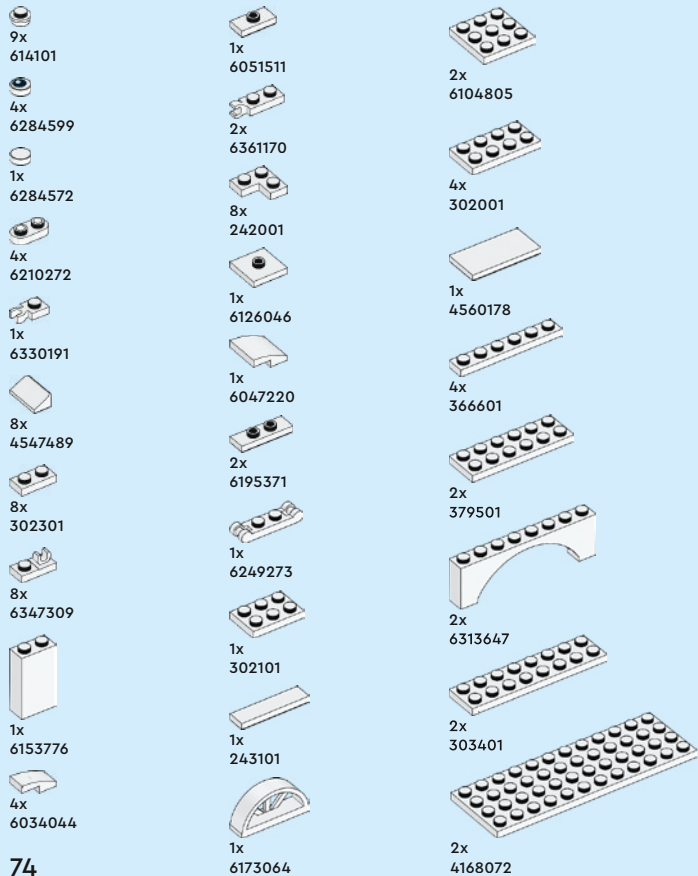 9x
614101
4x
6284599
1x
6284572
4x
6210272
1x
6330191
8x
4547489
8x
302301
8x
6347309
1x
6153776
4x
6034044
1x
6051511
2x
6361170
8x
242001
1x
6126046
1x
6047220
2x
6195371
1x
6249273
1x
302101
1x
243101
1x
6173064
2x
6104805
4x
302001
1x
4560178
4x
366601
2x
379501
2x
6313647
2x
303401
2x
4168072
74